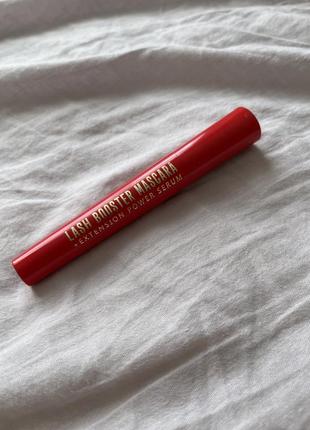 LASH BOOSTER MASCARA
+EXTENSION POWER SERUM